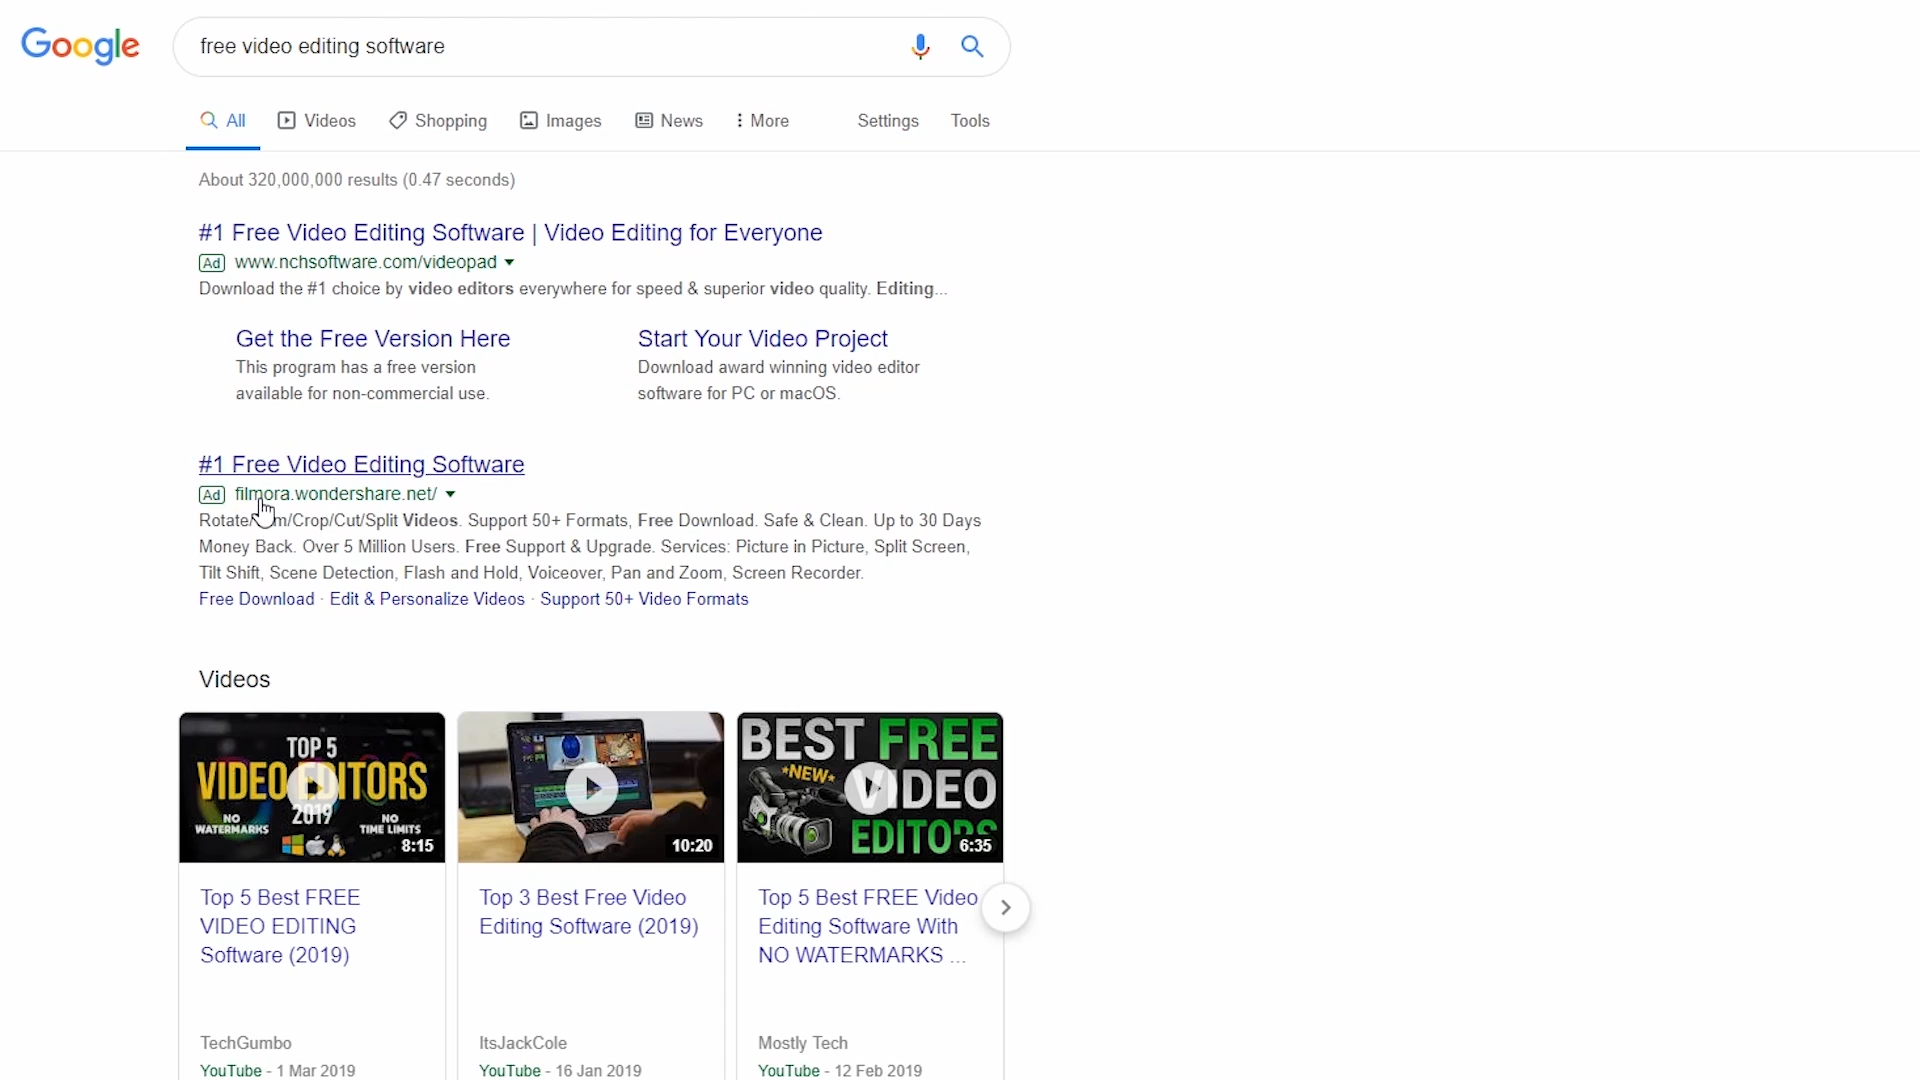 Google
free video editing software
All Videos Shopping Images News More Settings Tools
About 320,000,000 results (0.47 seconds)
#1 Free Video Editing Software | Video Editing for Everyone
Ad www.nchsoftware.com/videopad
Download the #1 choice by video editors everywhere for speed & superior video quality. Editing...
Get the Free Version Here
This program has a free version
available for non-commercial use.
Start Your Video Project
Download award winning video editor
software for PC or macOS.
#1 Free Video Editing Software
Ad filmora.wondershare.net/
Rotate/ /Crop/Cut/Split Videos. Support 50+ Formats, Free Download. Safe & Clean. Up to 30 Days
Money Back. Over 5 Million Users. Free Support & Upgrade. Services: Picture in Picture, Split Screen,
Tilt Shift, Scene Detection, Flash and Hold, Voiceover, Pan and Zoom, Screen Recorder.
Free Download · Edit & Personalize Videos · Support 50+ Video Formats
Videos
TOP 5
VIDEO EDITORS
2019
NO
WATERMARKS
NO
TIME LIMITS
8:15
10:20
BEST FREE
*NEW*
VIDEO
EDITORS
6:35
Top 5 Best FREE
VIDEO EDITING
Software (2019)
TechGumbo
YouTube - 1 Mar 2019
Top 3 Best Free Video
Editing Software (2019)
ItsJackCole
YouTube - 16 Jan 2019
Top 5 Best FREE Video
Editing Software With
NO WATERMARKS ...
Mostly Tech
YouTube - 12 Feb 2019